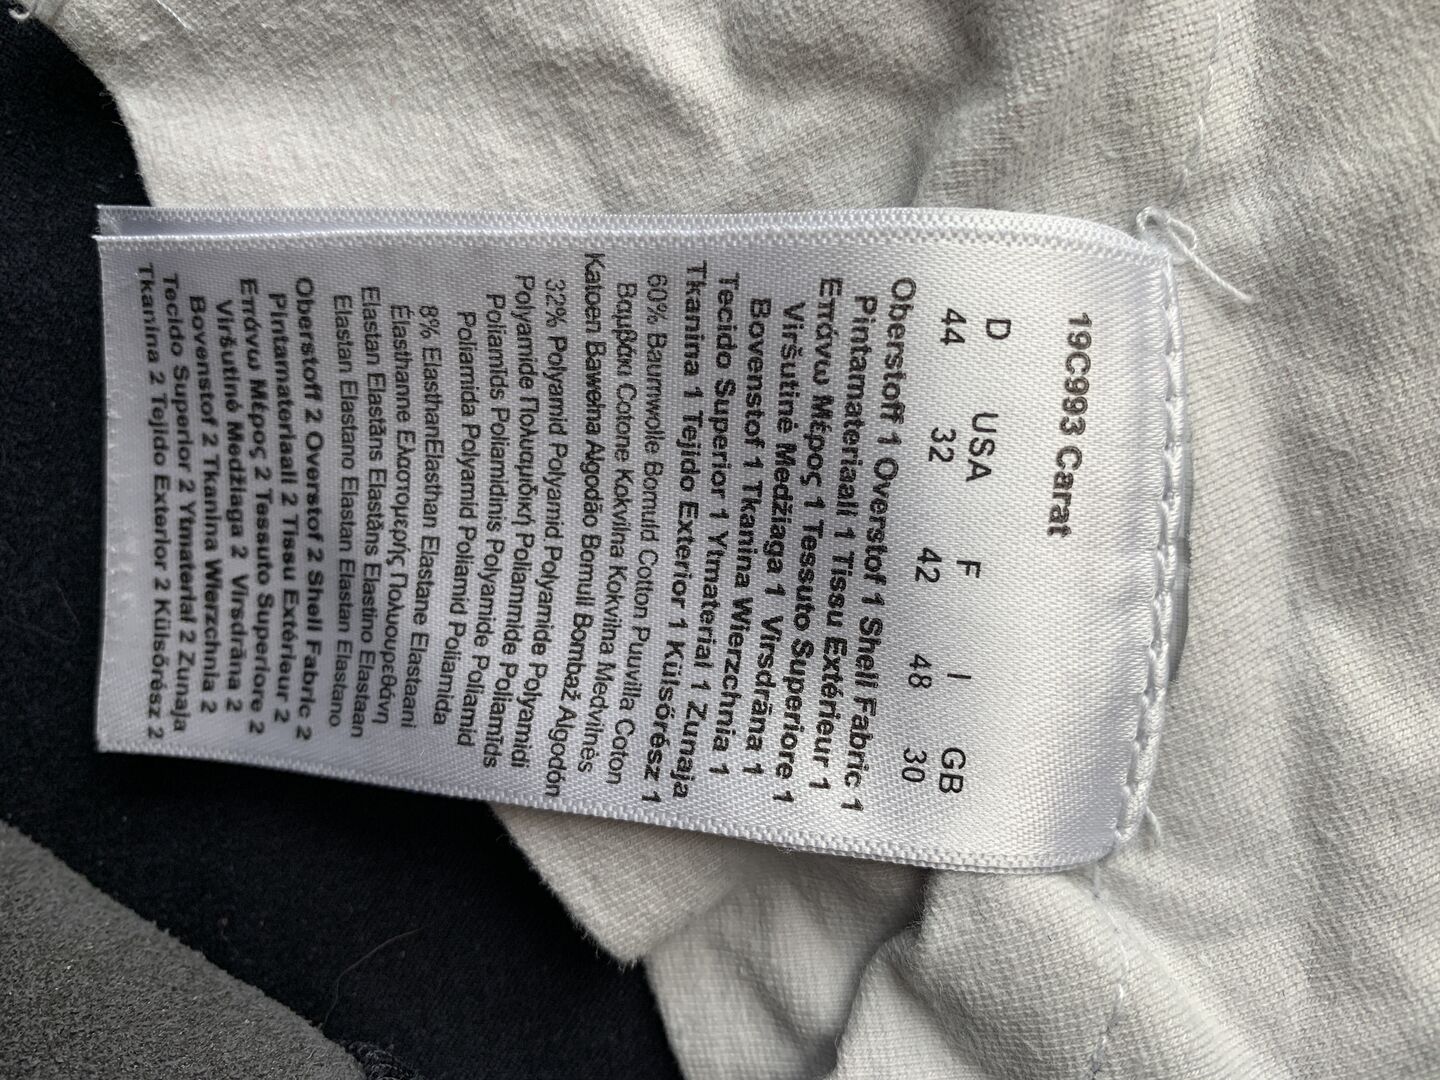 19C993 Carat
D USA F I GB
44 32 42 48 30
Oberstoff 1 Overstof 1 Shell Fabric 1
Pintamateriaali 1 Tissu Extérieur 1
Επάνω Μέρος 1 Tessuto Superiore 1
Viršutinė Medžiaga 1 Virsdrāna 1
Bovenstof 1 Tkanina Wierzchnia 1
Tecido Superior 1 Ytmaterial 1 Zunaja
Tkanina 1 Tejido Exterior 1 Külsőrész 1
60% Baumwolle Bomuld Cotton Puuvilla Coton
Βαμβάκι Cotone Kokvilna Kokvilna Medvilnės
Katoen Bawełna Algodão Bomull Bombaž Algodón
32% Polyamid Polyamid Polyamide Polyamidi
Polyamide Πολυαμιδική Poliammide Poliamīds
Poliamīds Poliamidinis Polyamide Poliamid
Poliamida Polyamid Poliamid Poliamida
8% ElasthanElasthan Elastane Elastaani
Élasthanne Ελαστομερής Πολυουρεθάνη
Elastan Elastāns Elastāns Elastino Elastaan
Elastan Elastano Elastan Elastan Elastano
Oberstoff 2 Overstof 2 Shell Fabric 2
Pintamateriaali 2 Tissu Extérieur 2
Επάνω Μέρος 2 Tessuto Superiore 2
Viršutinė Medžiaga 2 Virsdrāna 2
Bovenstof 2 Tkanina Wierzchnia 2
Tecido Superior 2 Ytmaterial 2 Zunaja
Tkanina 2 Tejido Exterior 2 Külsőrész 2